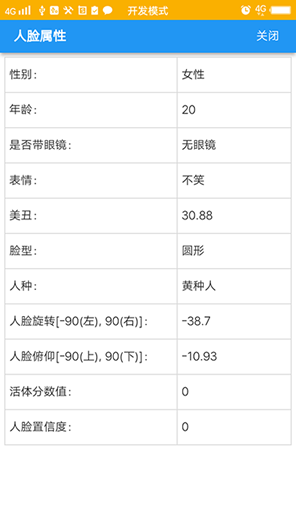 4G 开发模式 4G
人脸属性 关闭
性别： 女性
年龄： 20
是否带眼镜： 无眼镜
表情： 不笑
美丑： 30.88
脸型： 圆形
人种： 黄种人
人脸旋转[-90(左), 90(右)]： -38.7
人脸俯仰[-90(上), 90(下)]： -10.93
活体分数值： 0
人脸置信度： 0